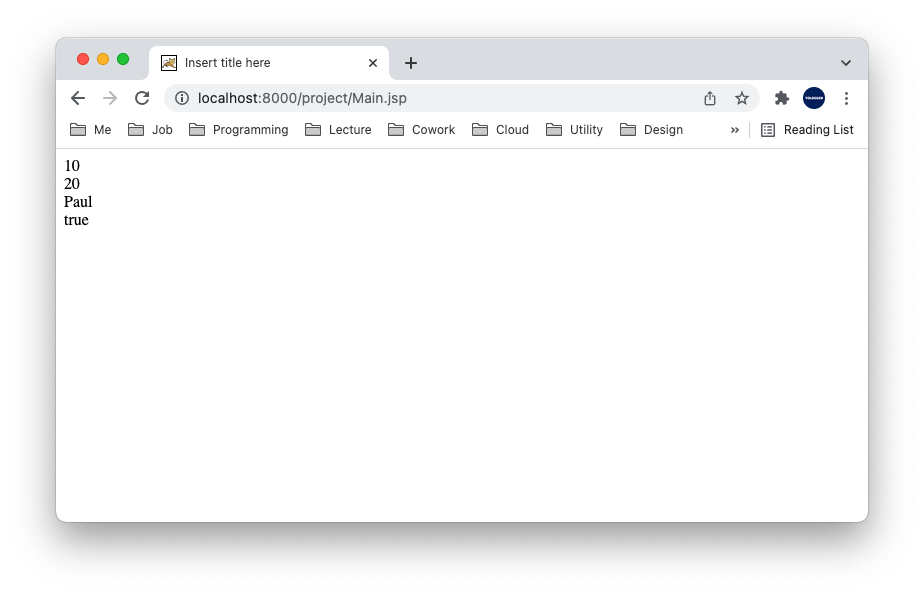 Insert title here
localhost:8000/project/Main.jsp
Me Job Programming Lecture Cowork Cloud Utility Design » Reading List
10
20
Paul
true